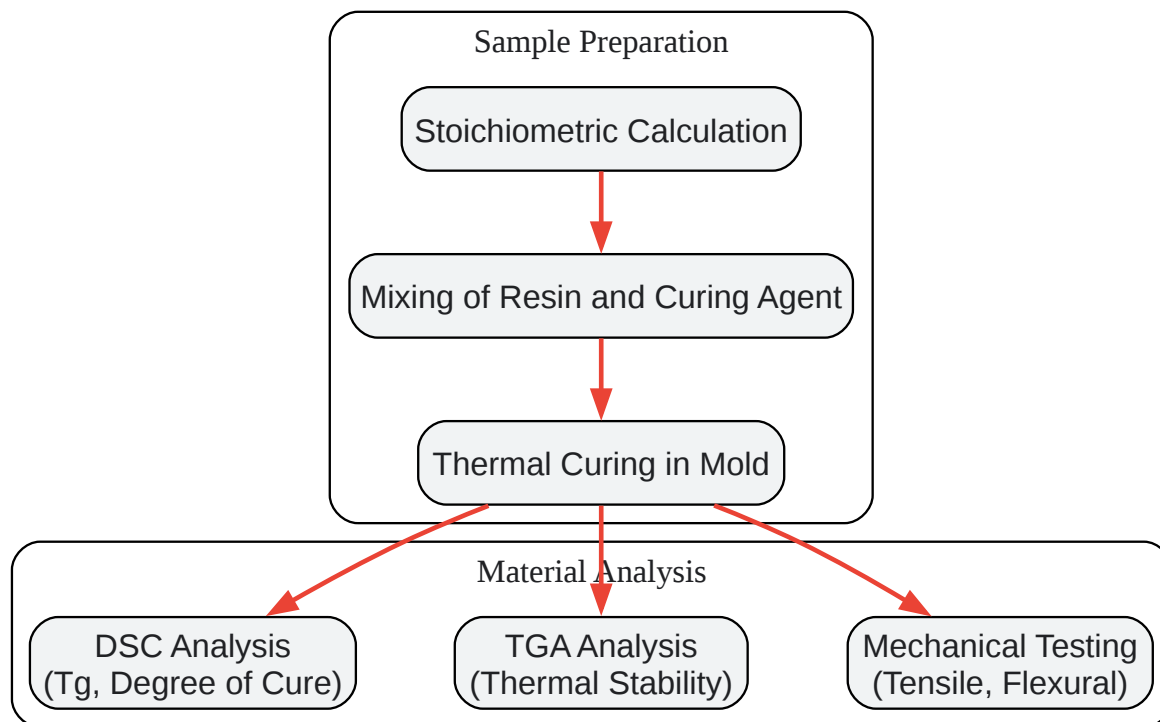 Sample Preparation
Stoichiometric Calculation
Mixing of Resin and Curing Agent
Thermal Curing in Mold
Material Analysis
DSC Analysis
(Tg, Degree of Cure)
TGA Analysis
(Thermal Stability)
Mechanical Testing
(Tensile, Flexural)